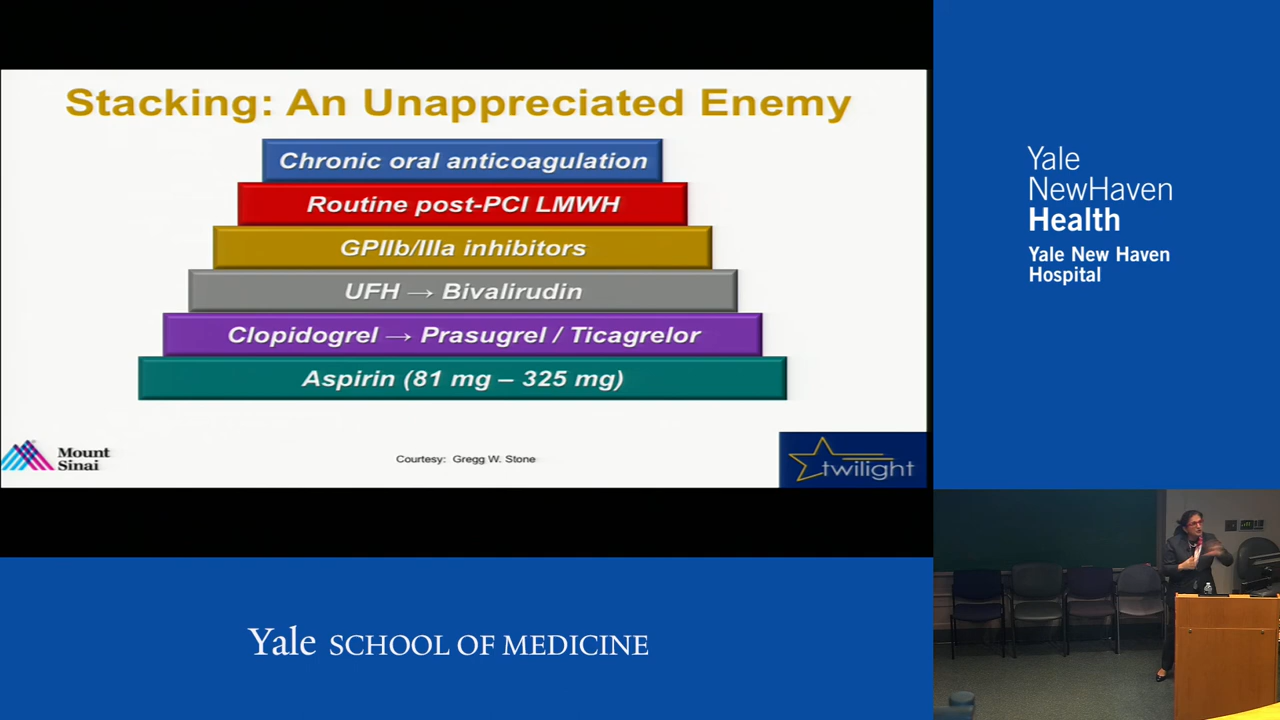 Stacking: An Unappreciated Enemy
Chronic oral anticoagulation
Routine post-PCI LMWH
GPIIb/IIIa inhibitors
UFH → Bivalirudin
Clopidogrel → Prasugrel / Ticagrelor
Aspirin (81 mg – 325 mg)
Mount
Sinai
Courtesy: Gregg W. Stone
twilight
Yale
NewHaven
Health
Yale New Haven
Hospital
Yale SCHOOL OF MEDICINE